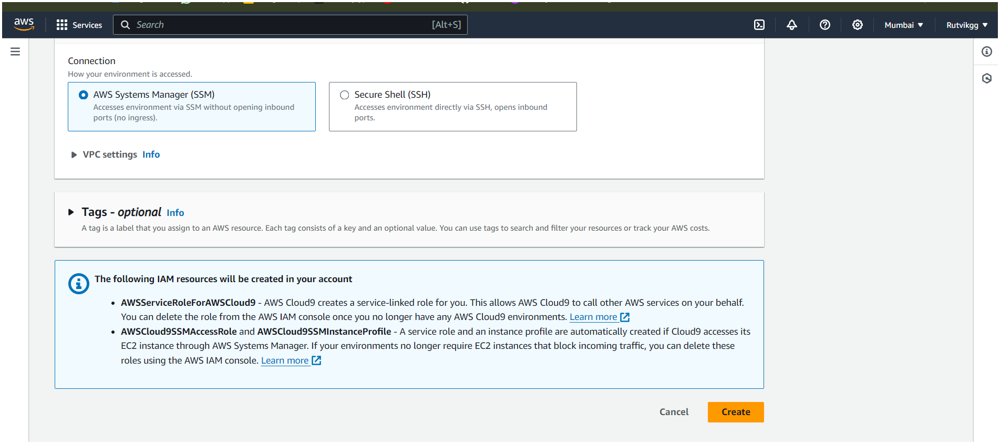 aws
Services
Search
[Alt+S]
Mumbai
Rutvikgg
Connection
How your environment is accessed.
AWS Systems Manager (SSM)
Accesses environment via SSM without opening inbound
ports (no ingress).
Secure Shell (SSH)
Accesses environment directly via SSH, opens inbound
ports.
VPC settings Info
Tags - optional Info
A tag is a label that you assign to an AWS resource. Each tag consists of a key and an optional value. You can use tags to search and filter your resources or track your AWS costs.
The following IAM resources will be created in your account
• AWSServiceRoleForAWSCloud9 - AWS Cloud9 creates a service-linked role for you. This allows AWS Cloud9 to call other AWS services on your behalf.
You can delete the role from the AWS IAM console once you no longer have any AWS Cloud9 environments. Learn more
• AWSCloud9SSMAccessRole and AWSCloud9SSMInstanceProfile - A service role and an instance profile are automatically created if Cloud9 accesses its
EC2 instance through AWS Systems Manager. If your environments no longer require EC2 instances that block incoming traffic, you can delete these
roles using the AWS IAM console. Learn more
Cancel
Create